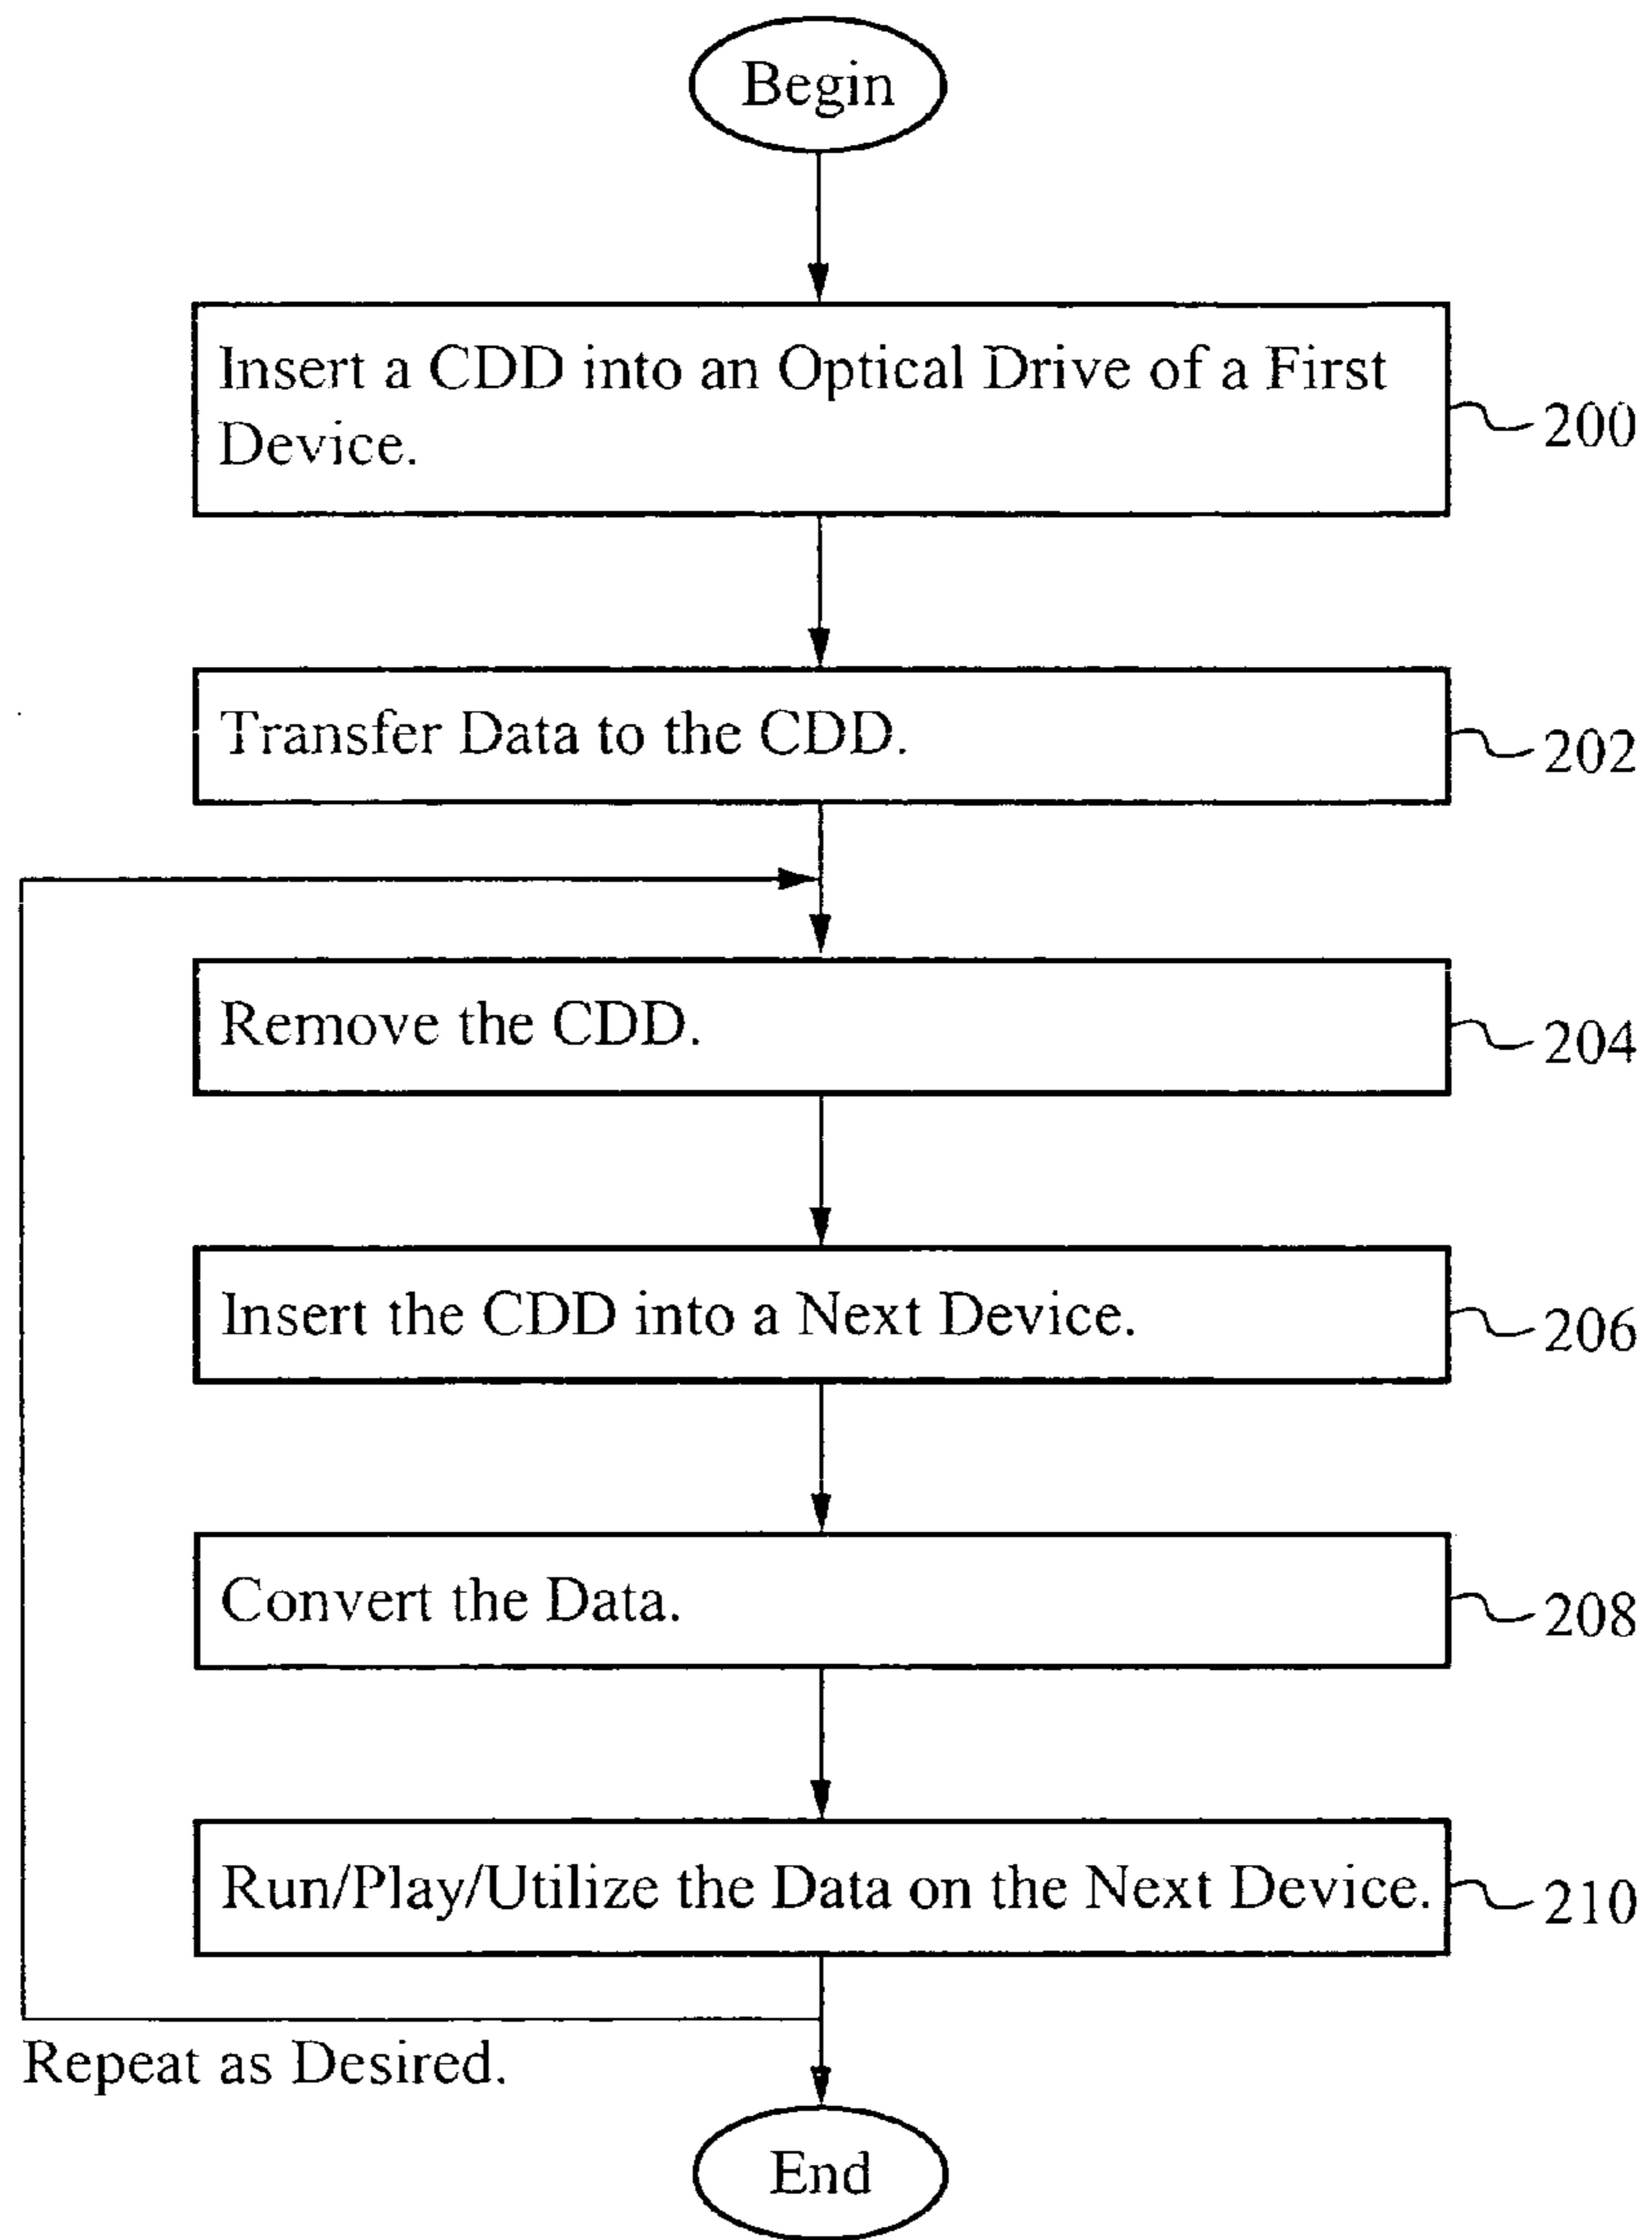 Begin
Insert a CDD into an Optical Drive of a First
Device.
200
Transfer Data to the CDD.
202
Remove the CDD.
204
Insert the CDD into a Next Device.
206
Convert the Data.
208
Run/Play/Utilize the Data on the Next Device.
210
Repeat as Desired.
End